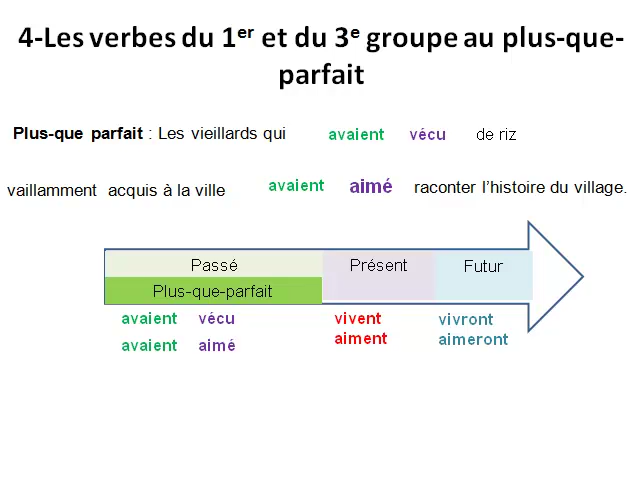 4-Les verbes du 1er et du 3e groupe au plus-que-
parfait
Plus-que parfait : Les vieillards qui avaient vécu de riz
vaillamment acquis à la ville avaient aimé raconter l’histoire du village.
Passé Présent Futur
Plus-que-parfait
avaient vécu vivent vivront
avaient aimé aiment aimeront